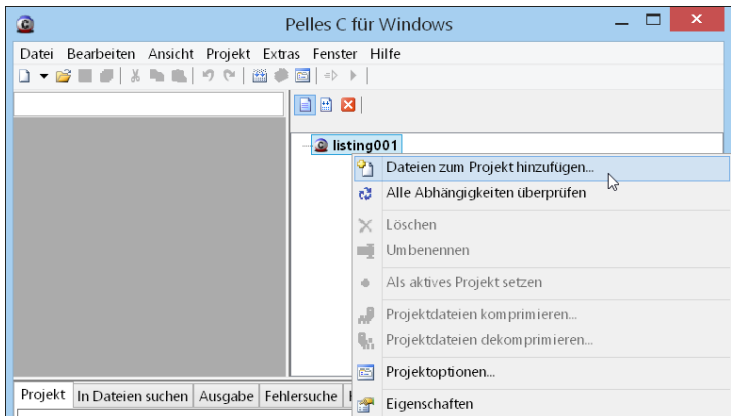 Pelles C für Windows
Datei Bearbeiten Ansicht Projekt Extras Fenster Hilfe
listing001
Dateien zum Projekt hinzufügen...
Alle Abhängigkeiten überprüfen
Löschen
Umbenennen
Als aktives Projekt setzen
Projektdateien komprimieren...
Projektdateien dekomprimieren...
Projektoptionen...
Eigenschaften
Projekt In Dateien suchen Ausgabe Fehlersuche